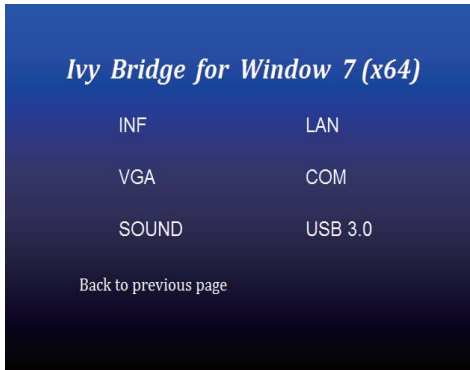 Ivy Bridge for Window 7 (x64)
INF LAN
VGA COM
SOUND USB 3.0
Back to previous page